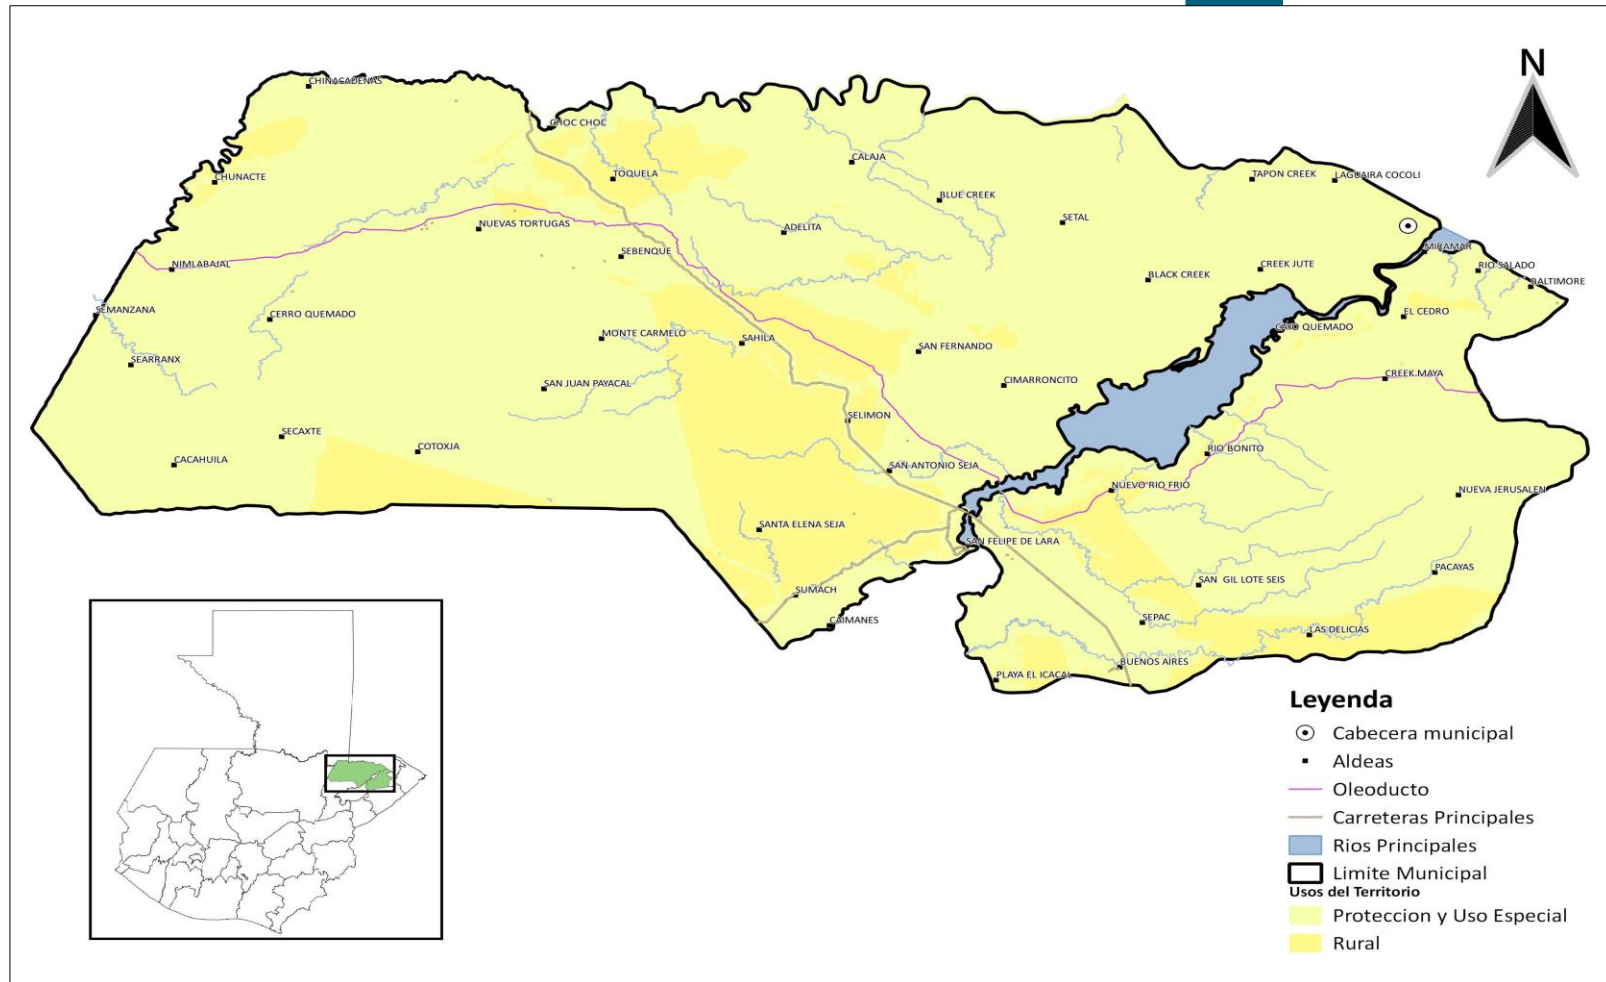 N
CHINACADENAS
CHOC CHOC
CALAJA
TOQUELA
CHUNACTE
TAPON CREEK
LAGUAIRA COCOLI
BLUE CREEK
SETAL
NUEVAS TORTUGAS
ADELITA
MIRAMAR
SEBENQUE
NIMLABAJAL
BLACK CREEK
CREEK JUTE
RIO SALADO
BALTIMORE
SEMANZANA
CERRO QUEMADO
EL CEDRO
CAYO QUEMADO
MONTE CARMELO
SAHILA
SAN FERNANDO
SEARRANX
SAN JUAN PAYACAL
CIMARRONCITO
CREEK MAYA
SELIMON
SECAXTE
COTOXJA
RIO BONITO
CACAHUILA
SAN ANTONIO SEJA
NUEVO RIO FRIO
NUEVA JERUSALEN
SANTA ELENA SEJA
SAN FELIPE DE LARA
PACAYAS
SAN GIL LOTE SEIS
SUMACH
CAIMANES
SEPAC
LAS DELICIAS
BUENOS AIRES
PLAYA EL ICACAL
Leyenda
Cabecera municipal
Aldeas
Oleoducto
Carreteras Principales
Rios Principales
Limite Municipal
Usos del Territorio
Proteccion y Uso Especial
Rural